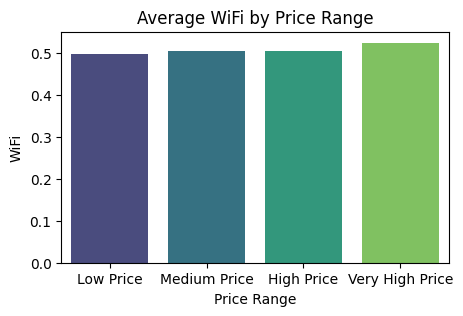 Average WiFi by Price Range
WiFi
0.5
0.4
0.3
0.2
0.1
0.0
Low Price
Medium Price
High Price
Very High Price
Price Range